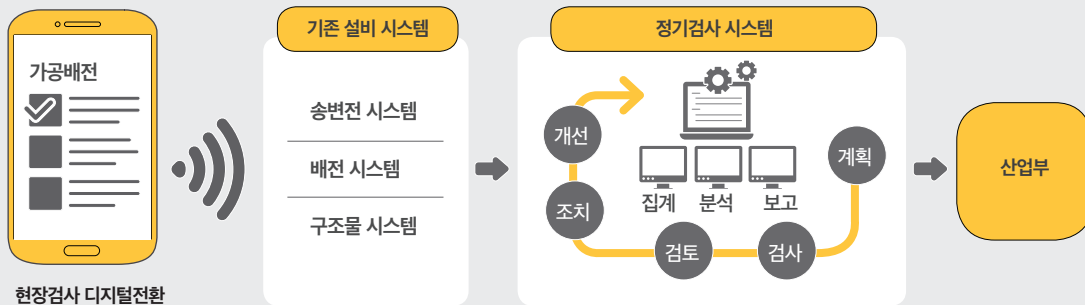 가공배전
현장검사 디지털전환
기존 설비 시스템
송변전 시스템
배전 시스템
구조물 시스템
정기검사 시스템
개선
계획
집계 분석 보고
조치
검토
검사
산업부